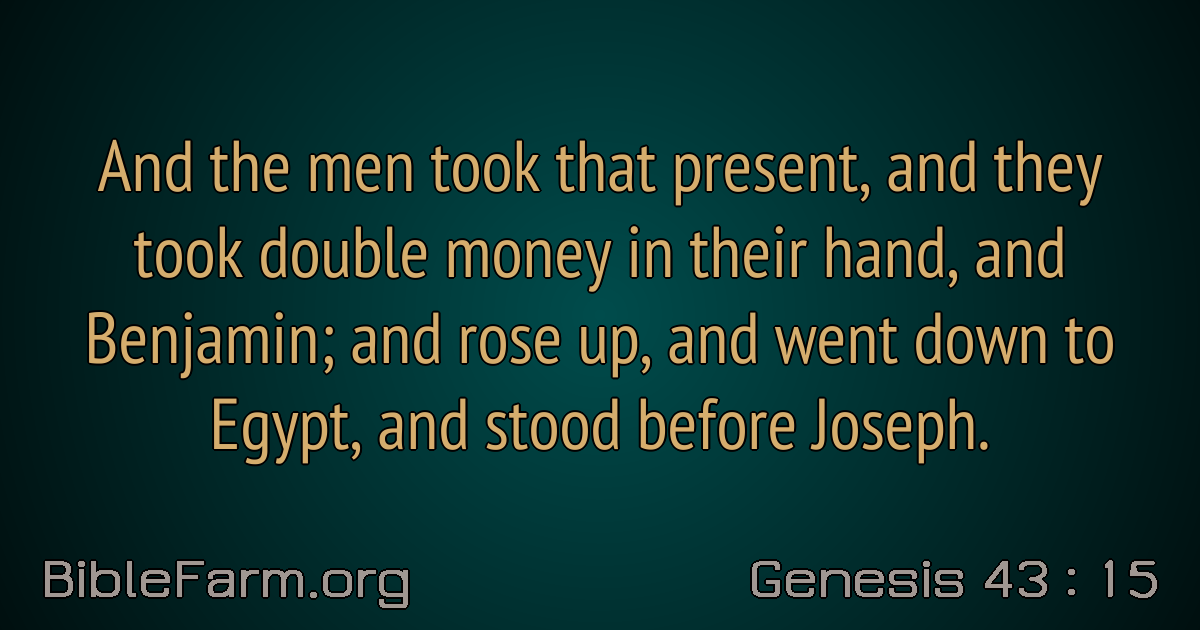 And the men took that present, and they
took double money in their hand, and
Benjamin; and rose up, and went down to
Egypt, and stood before Joseph.
BibleFarm.org
Genesis 43 : 15